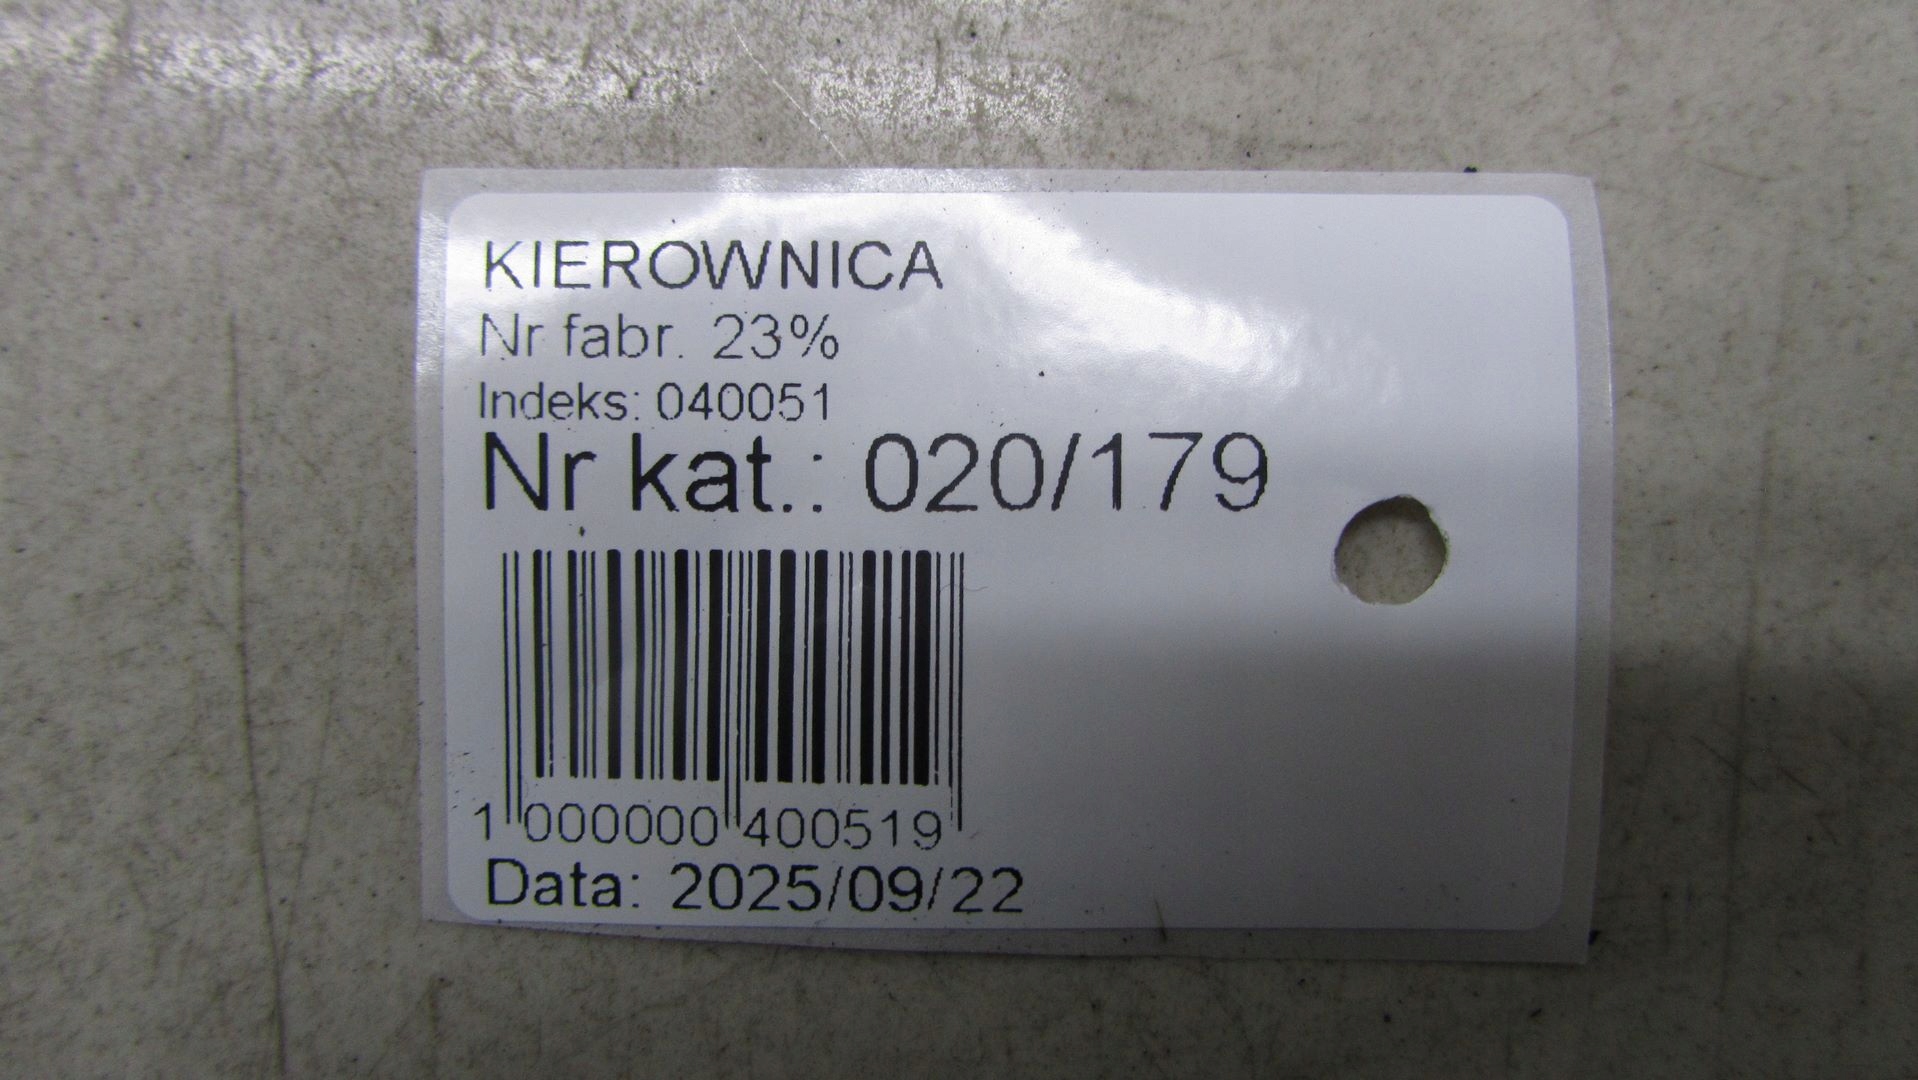 KIEROWNICA
Nr fabr. 23%
Indeks: 040051
Nr kat.: 020/179
1 000000 400519
Data: 2025/09/22